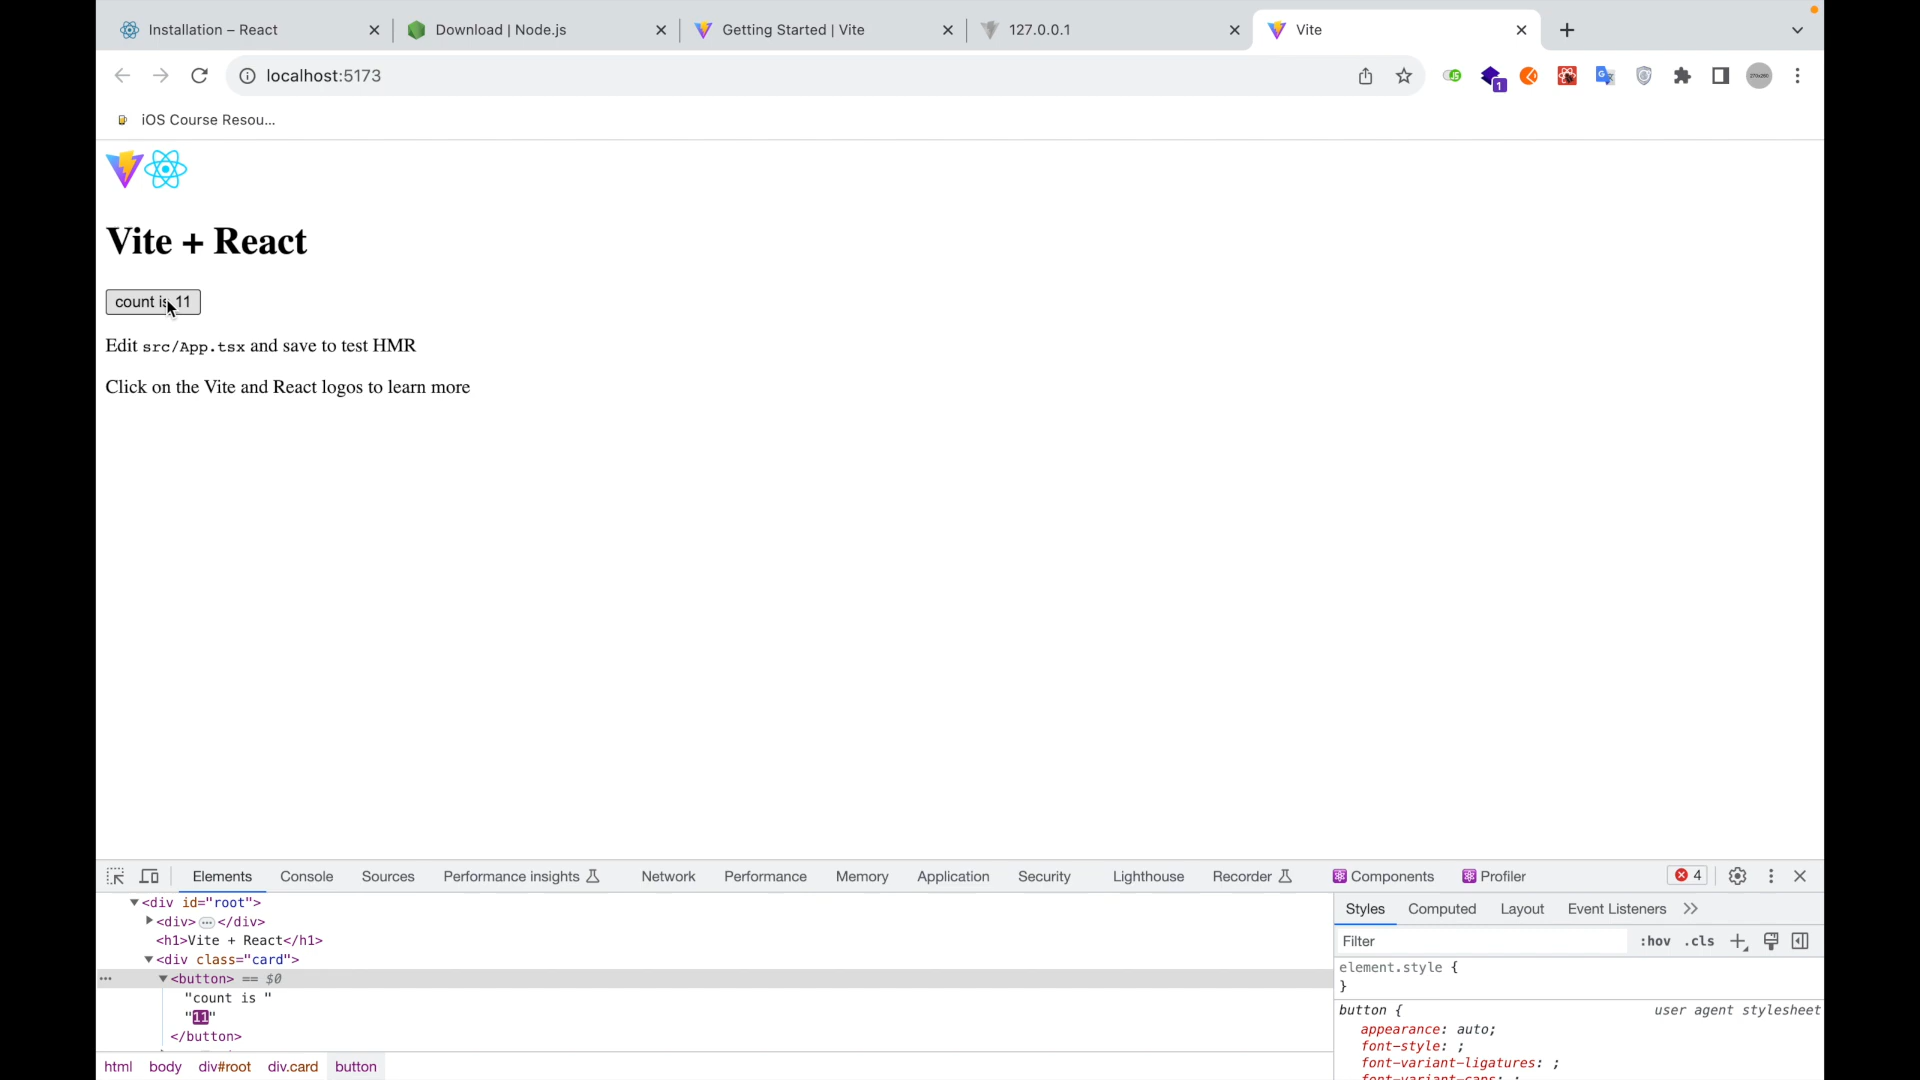 Installation – React
Download | Node.js
Getting Started | Vite
127.0.0.1
Vite
localhost:5173
1
iOS Course Resou...
Vite + React
count is 11
Edit src/App.tsx and save to test HMR
Click on the Vite and React logos to learn more
Elements Console Sources Performance insights Network Performance Memory Application Security Lighthouse Recorder Components Profiler 4
<div id="root">
<div> … </div>
<h1>Vite + React</h1>
<div class="card">
<button> == $0
"count is "
"11"
</button>
html body div#root div.card button
Styles Computed Layout Event Listeners
Filter :hov .cls
element.style {
}
button { user agent stylesheet
appearance: auto;
font-style: ;
font-variant-ligatures: ;
font-variant-caps: ;